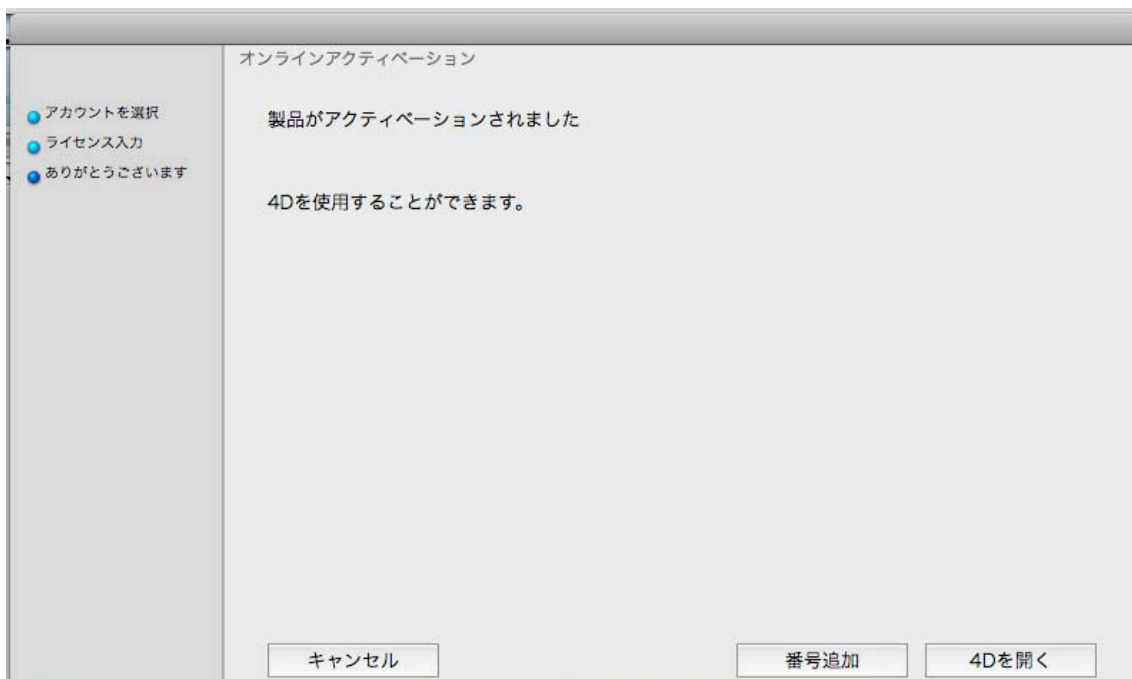 オンラインアクティベーション
アカウントを選択
ライセンス入力
ありがとうございます
製品がアクティベーションされました
4Dを使用することができます。
キャンセル
番号追加
4Dを開く